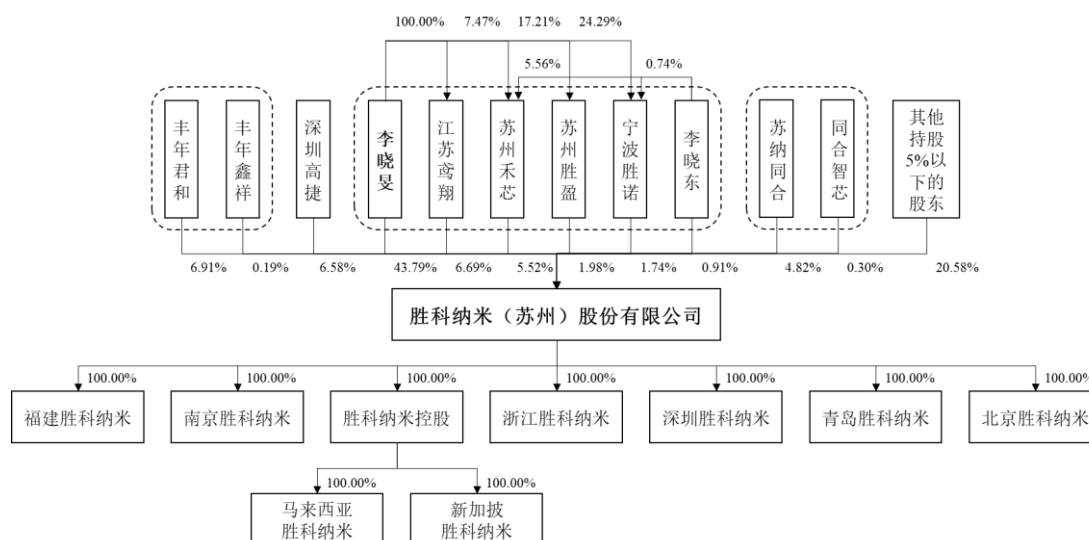 100.00% 7.47% 17.21% 24.29%
5.56% 0.74%
丰年君和
丰年鑫祥
深圳高捷
李晓旻
江苏鸢翔
苏州禾芯
苏州胜盈
宁波胜诺
李晓东
苏纳同合
同合智芯
其他
持股
5%以
下的
股东
6.91% 0.19% 6.58% 43.79% 6.69% 5.52% 1.98% 1.74% 0.91% 4.82% 0.30% 20.58%
胜科纳米（苏州）股份有限公司
100.00% 100.00% 100.00% 100.00% 100.00% 100.00% 100.00%
福建胜科纳米 南京胜科纳米 胜科纳米控股 浙江胜科纳米 深圳胜科纳米 青岛胜科纳米 北京胜科纳米
100.00% 100.00%
马来西亚
胜科纳米
新加披
胜科纳米